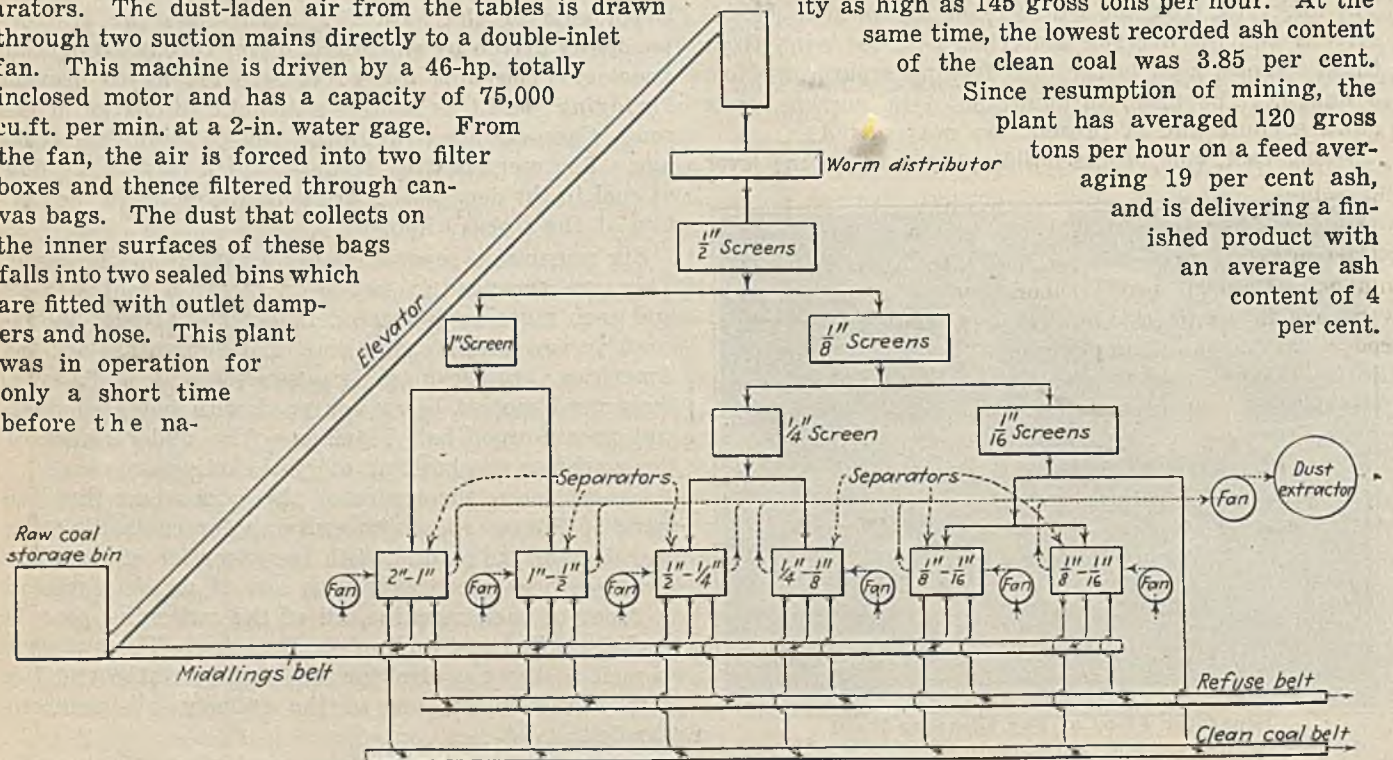 arators. The dust-laden air from the tables is drawn
through two suction mains directly to a double-inlet
fan. This machine is driven by a 46-hp. totally
inclosed motor and has a capacity of 75,000
cu.ft. per min. at a 2-in. water gage. From
the fan, the air is forced into two filter
boxes and thence filtered through can-
vas bags. The dust that collects on
the inner surfaces of these bags
falls into two sealed bins which
are fitted with outlet damp-
ers and hose. This plant
was in operation for
only a short time
before the na-
ity as high as 145 gross tons per hour. At the
same time, the lowest recorded ash content
of the clean coal was 3.85 per cent.
Since resumption of mining, the
plant has averaged 120 gross
tons per hour on a feed aver-
aging 19 per cent ash,
and is delivering a fin-
ished product with
an average ash
content of 4
per cent.
Worm distributor
1/2" Screens
Elevator
1" Screen
1/8" Screens
1/4" Screen
1/16" Screens
Separators
Separators
Fan
Dust
extractor
Raw coal
storage bin
Fan
2"-1"
Fan
1"-1/2"
Fan
1/2"-1/4"
1/4"-1/8"
Fan
1/8"-1/16"
Fan
1/8"-1/16"
Fan
Middlings belt
Refuse belt
Clean coal belt